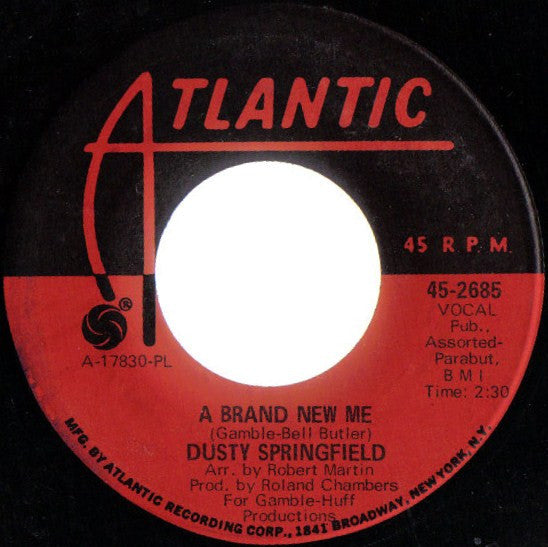 ATLANTIC
45 R.P.M.
®
A-17830-PL
45-2685
VOCAL
Pub.,
Assorted-
Parabut,
B M I
Time: 2:30
A BRAND NEW ME
(Gamble-Bell Butler)
DUSTY SPRINGFIELD
Arr. by Robert Martin
Prod. by Roland Chambers
For Gamble-Huff
Productions
MFG. BY ATLANTIC RECORDING CORP., 1841 BROADWAY, NEW YORK, N.Y.